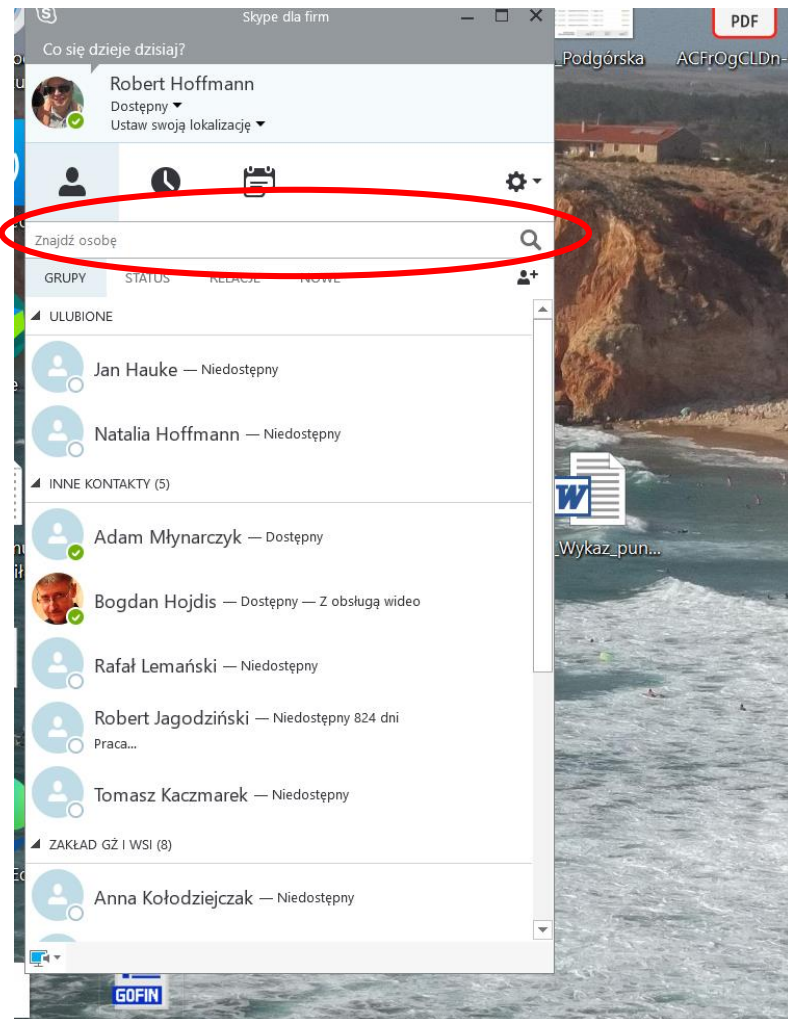 Skype dla firm
Co się dzieje dzisiaj?
Robert Hoffmann
Dostępny
Ustaw swoją lokalizację
Znajdź osobę
GRUPY STATUS RELACJE NOWE
ULUBIONE
Jan Hauke — Niedostępny
Natalia Hoffmann — Niedostępny
INNE KONTAKTY (5)
Adam Młynarczyk — Dostępny
Bogdan Hojdis — Dostępny — Z obsługą wideo
Rafał Lemański — Niedostępny
Robert Jagodziński — Niedostępny 824 dni
Praca...
Tomasz Kaczmarek — Niedostępny
ZAKŁAD GŻ I WSI (8)
Anna Kołodziejczak — Niedostępny
PDF
_Podgórska
ACFrOgCLDn-
W
_Wykaz_pun...
GOFIN